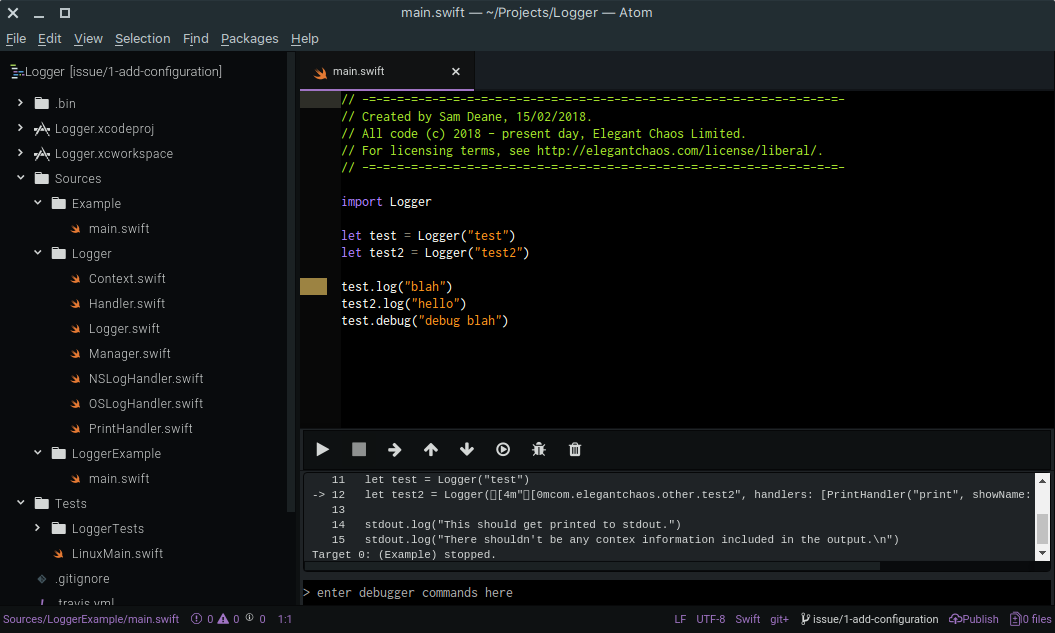 main.swift — ~/Projects/Logger — Atom
File Edit View Selection Find Packages Help
Logger [issue/1-add-configuration]
.bin
Logger.xcodeproj
Logger.xcworkspace
Sources
Example
main.swift
Logger
Context.swift
Handler.swift
Logger.swift
Manager.swift
NSLogHandler.swift
OSLogHandler.swift
PrintHandler.swift
LoggerExample
main.swift
Tests
LoggerTests
LinuxMain.swift
.gitignore
.travis.yml
main.swift
// -=-=-=-=-=-=-=-=-=-=-=-=-=-=-=-=-=-=-=-=-=-=-=-=-=-=-=-=-=-=-=-=-=-=-
// Created by Sam Deane, 15/02/2018.
// All code (c) 2018 - present day, Elegant Chaos Limited.
// For licensing terms, see http://elegantchaos.com/license/liberal/.
// -=-=-=-=-=-=-=-=-=-=-=-=-=-=-=-=-=-=-=-=-=-=-=-=-=-=-=-=-=-=-=-=-=-=-
import Logger
let test = Logger("test")
let test2 = Logger("test2")
test.log("blah")
test2.log("hello")
test.debug("debug blah")
11 let test = Logger("test")
-> 12 let test2 = Logger([4m"[0mcom.elegantchaos.other.test2", handlers: [PrintHandler("print", showName:
13
14 stdout.log("This should get printed to stdout.")
15 stdout.log("There shouldn't be any contex information included in the output.\n")
Target 0: (Example) stopped.
> enter debugger commands here
Sources/LoggerExample/main.swift 0 0 0 1:1 LF UTF-8 Swift git+ issue/1-add-configuration Publish 0 files